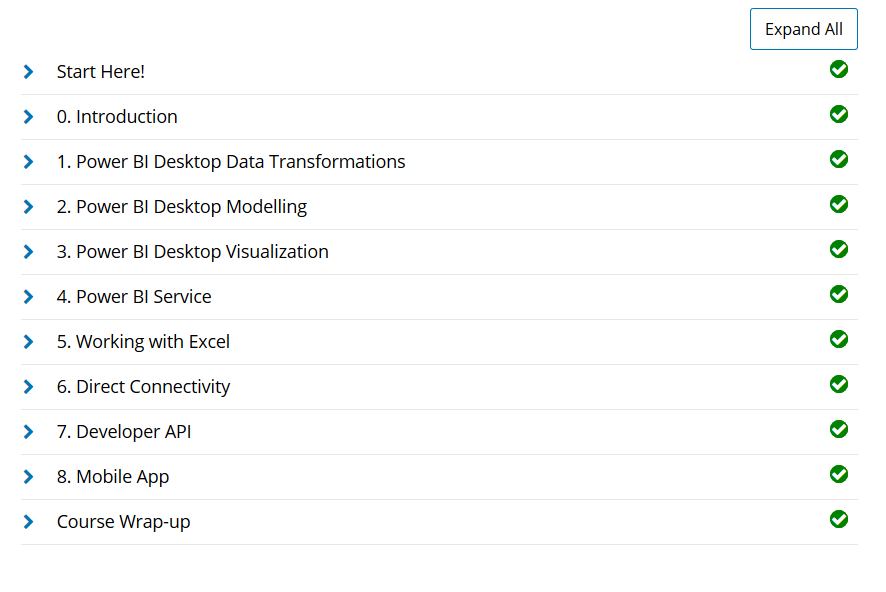 Expand All
Start Here!
0. Introduction
1. Power BI Desktop Data Transformations
2. Power BI Desktop Modelling
3. Power BI Desktop Visualization
4. Power BI Service
5. Working with Excel
6. Direct Connectivity
7. Developer API
8. Mobile App
Course Wrap-up